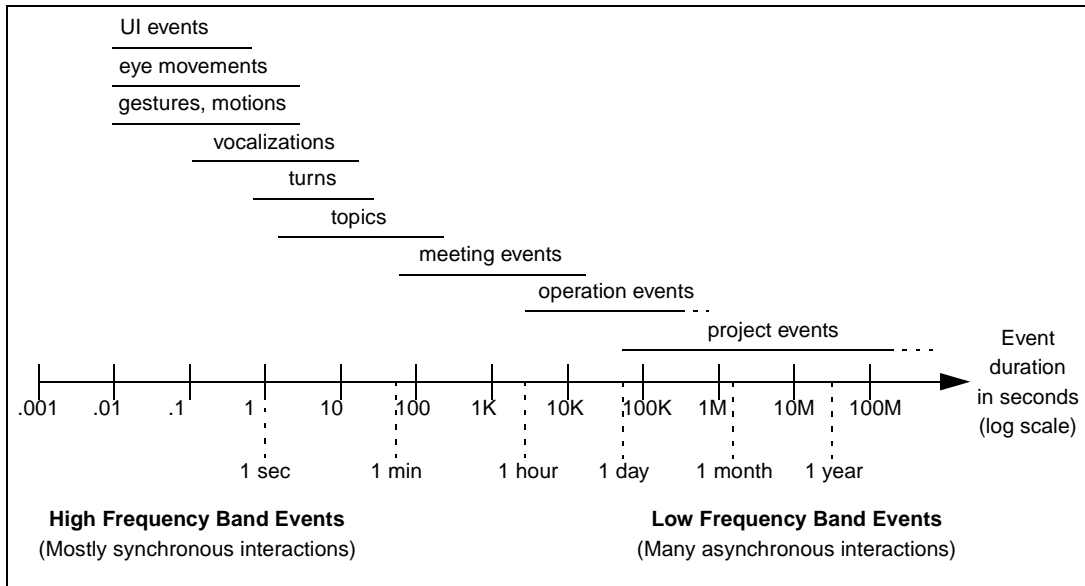 UI events
eye movements
gestures, motions
vocalizations
turns
topics
meeting events
operation events
project events
Event
duration
in seconds
(log scale)
.001 .01 .1 1 10 100 1K 10K 100K 1M 10M 100M
1 sec 1 min 1 hour 1 day 1 month 1 year
High Frequency Band Events Low Frequency Band Events
(Mostly synchronous interactions) (Many asynchronous interactions)